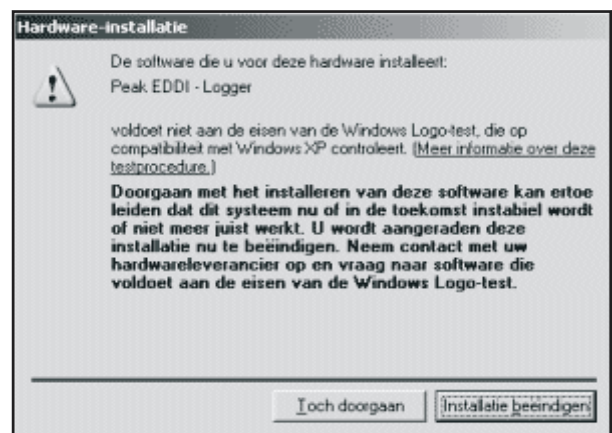 Hardware-installatie
De software die u voor deze hardware installeert:
Peak EDDI - Logger
voldoet niet aan de eisen van de Windows Logo-test, die op
compatibiliteit met Windows XP controleert. (Meer informatie over deze
testprocedure.)
Doorgaan met het installeren van deze software kan ertoe
leiden dat dit systeem nu of in de toekomst instabiel wordt
of niet meer juist werkt. U wordt aangeraden deze
installatie nu te beëindigen. Neem contact met uw
hardwareleverancier op en vraag naar software die
voldoet aan de eisen van de Windows Logo-test.
Toch doorgaan
Installatie beëindigen